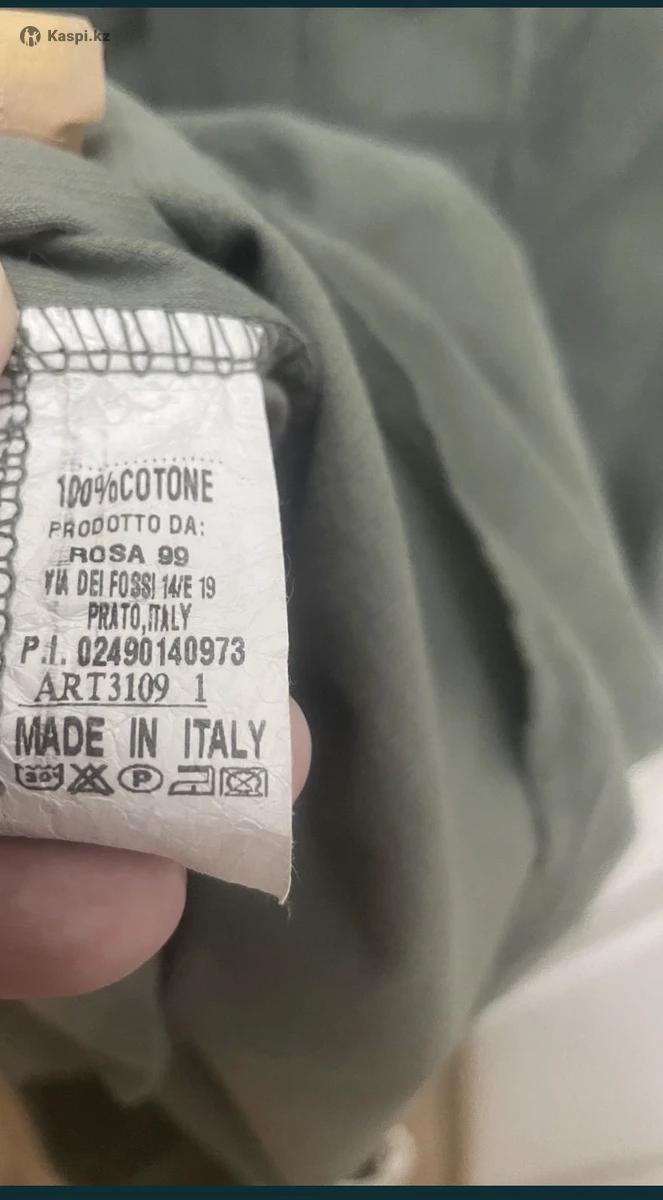 Kaspi.kz
100%COTONE
PRODOTTO DA:
ROSA 99
VIA DEI FOSSI 14/E 19
PRATO,ITALY
P.I. 02490140973
ART3109 1
MADE IN ITALY
30 P